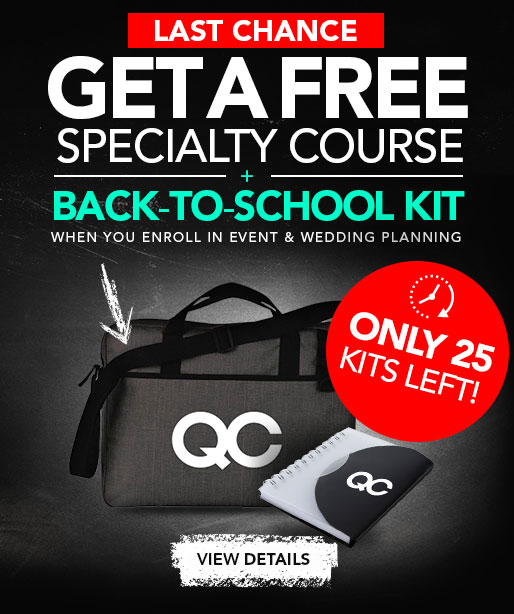 LAST CHANCE
GET A FREE
SPECIALTY COURSE
+
BACK-TO-SCHOOL KIT
WHEN YOU ENROLL IN EVENT & WEDDING PLANNING
ONLY 25
KITS LEFT!
QC
QC
VIEW DETAILS